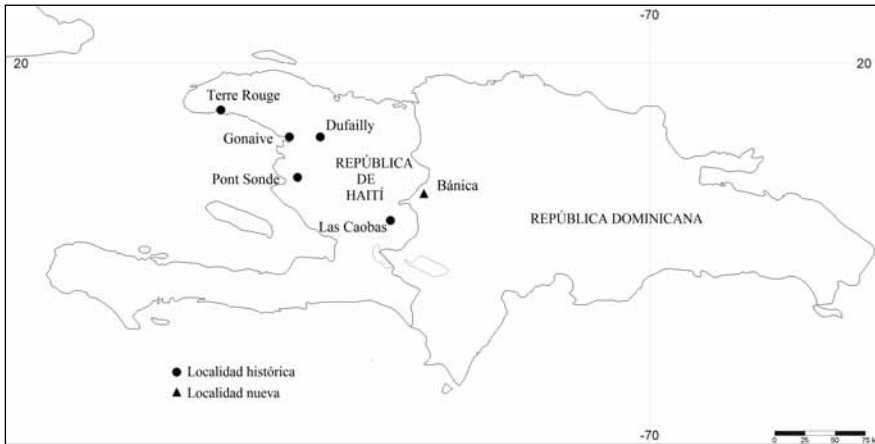 -70
20
20
Terre Rouge
Gonaive
Dufailly
REPÚBLICA
DE
HAITÍ
Pont Sonde
Bánica
Las Caobas
REPÚBLICA DOMINICANA
Localidad histórica
Localidad nueva
-70
0 25 50 75 k